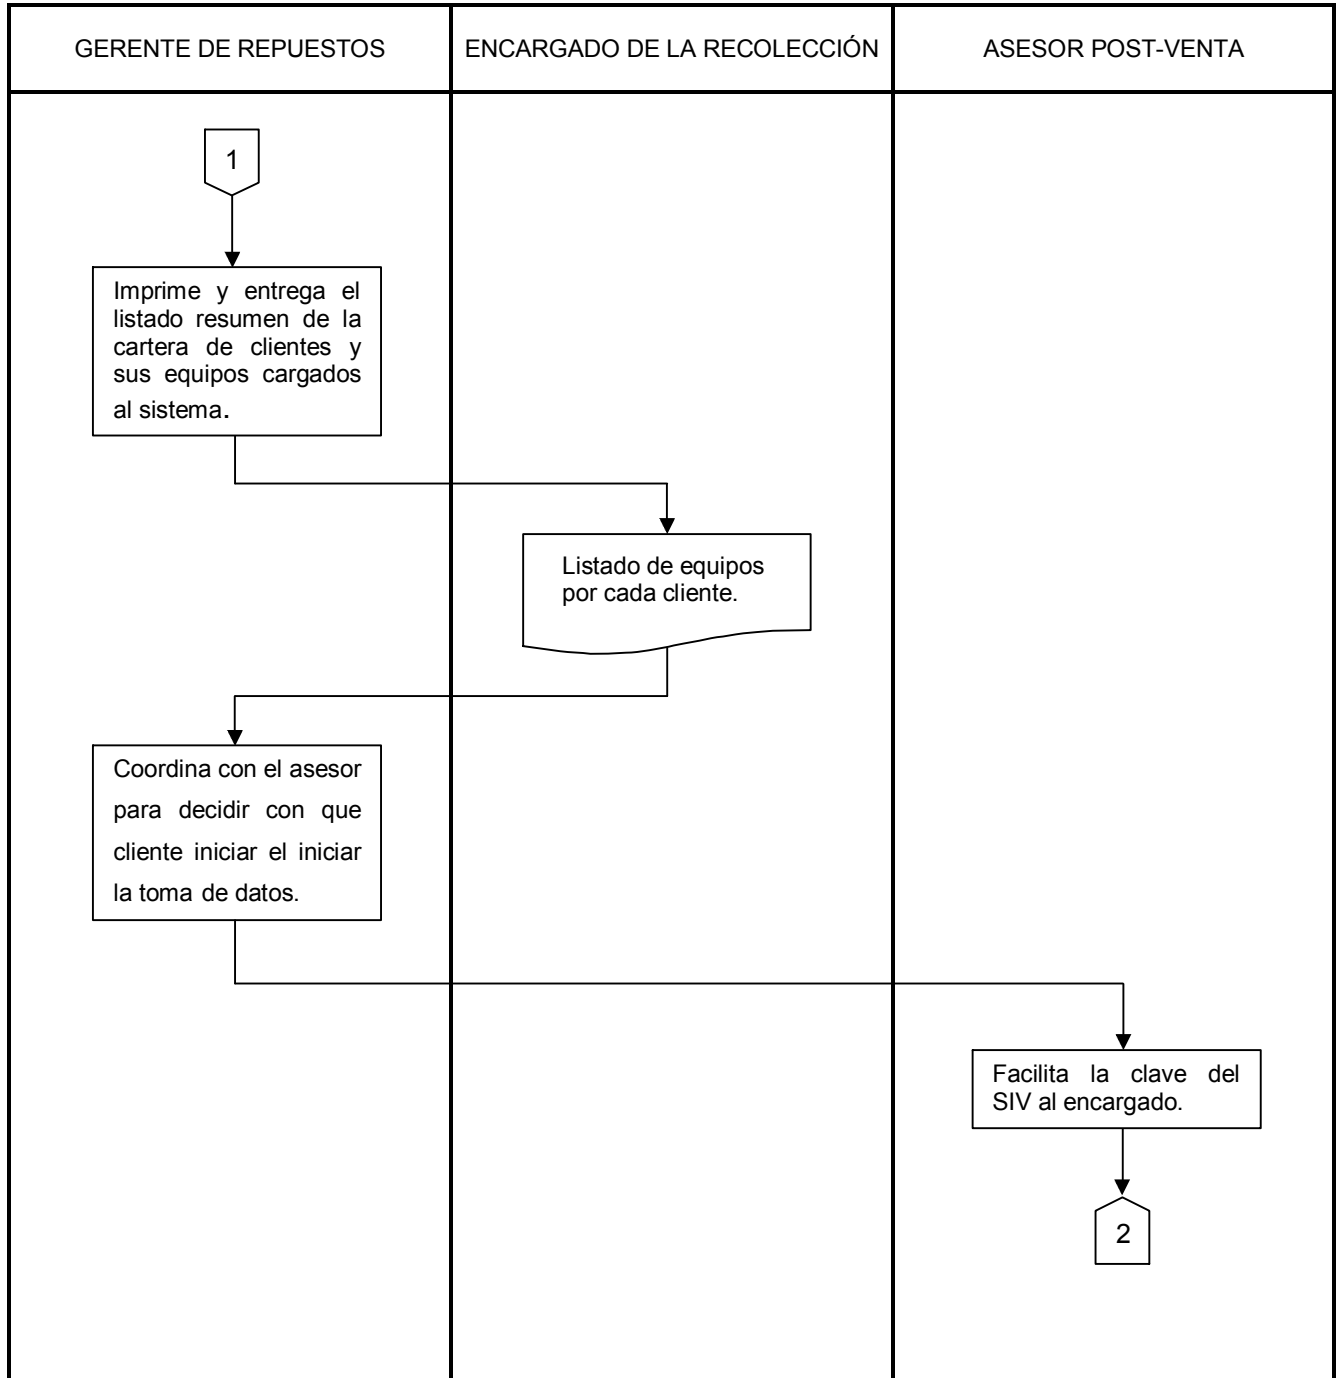 GERENTE DE REPUESTOS
ENCARGADO DE LA RECOLECCIÓN
ASESOR POST-VENTA
1
Imprime y entrega el
listado resumen de la
cartera de clientes y
sus equipos cargados
al sistema.
Listado de equipos
por cada cliente.
Coordina con el asesor
para decidir con que
cliente iniciar el iniciar
la toma de datos.
Facilita la clave del
SIV al encargado.
2